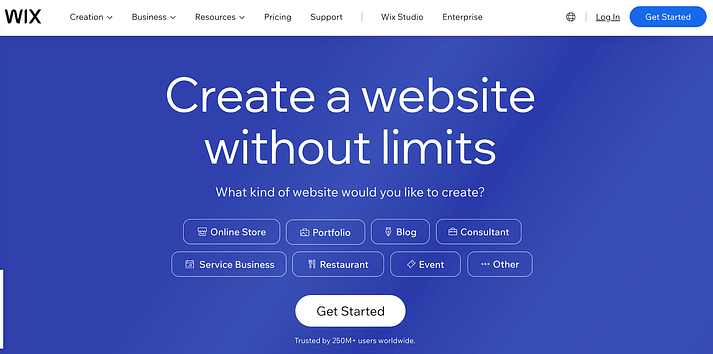 WIX Creation Business Resources Pricing Support Wix Studio Enterprise Log In Get Started
Create a website
without limits
What kind of website would you like to create?
Online Store Portfolio Blog Consultant
Service Business Restaurant Event Other
Get Started
Trusted by 250M+ users worldwide.